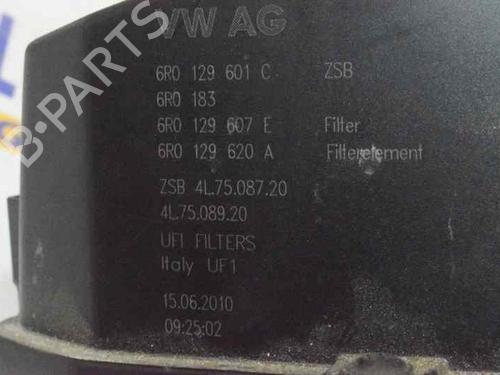 VW AG
6R0 129 601 C ZSB
6R0 183
6R0 129 607 E Filter
6R0 129 620 A Filterelement
ZSB 4L.75.087.20
4L.75.089.20
UFI FILTERS
Italy UF1
15.06.2010
09:25:02
B-PARTS